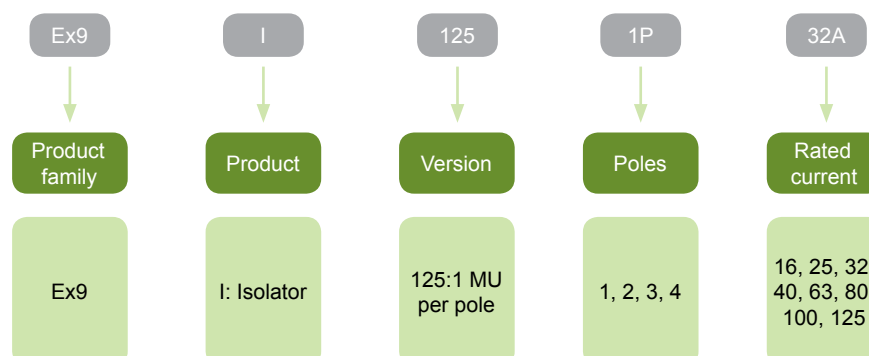 Ex9
I
125
1P
32A
Product
family
Product
Version
Poles
Rated
current
Ex9
I: Isolator
125:1 MU
per pole
1, 2, 3, 4
16, 25, 32
40, 63, 80
100, 125